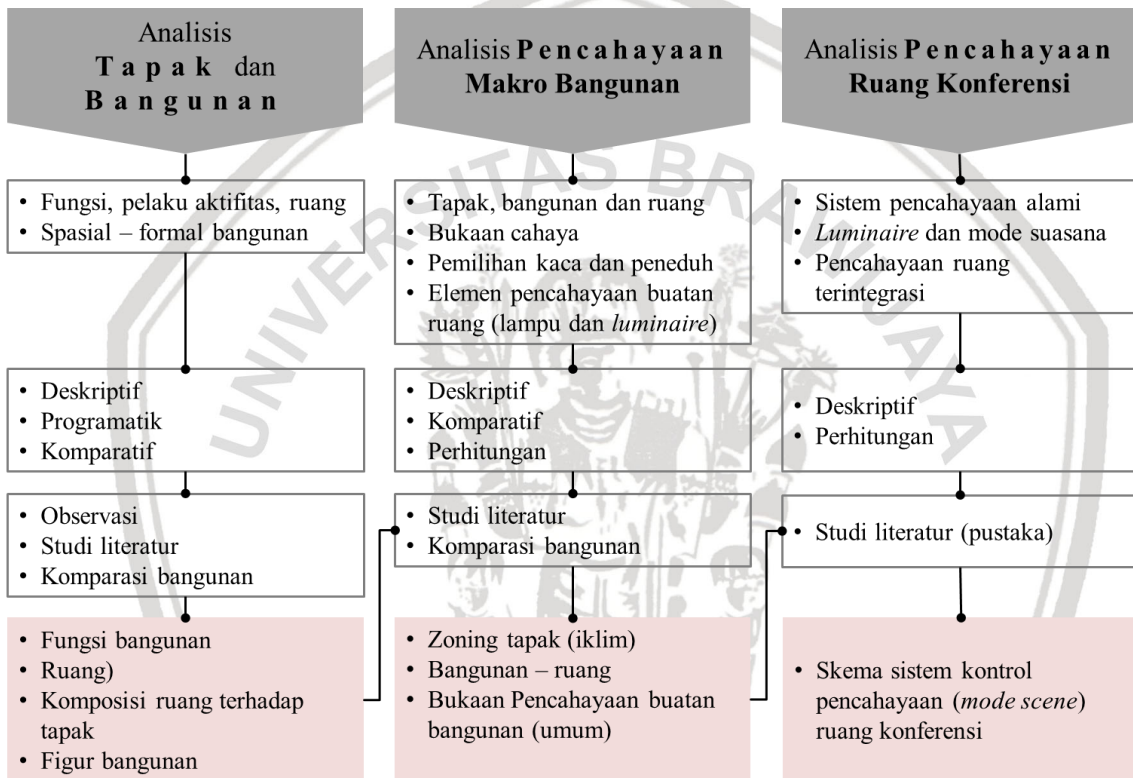 Analisis
Tapak dan
Bangunan
• Fungsi, pelaku aktifitas, ruang
• Spasial – formal bangunan
• Deskriptif
• Programatik
• Komparatif
• Observasi
• Studi literatur
• Komparasi bangunan
• Fungsi bangunan
• Ruang)
• Komposisi ruang terhadap
tapak
• Figur bangunan
Analisis Pencahayaan
Makro Bangunan
• Tapak, bangunan dan ruang
• Bukaan cahaya
• Pemilihan kaca dan peneduh
• Elemen pencahayaan buatan
ruang (lampu dan luminaire)
• Deskriptif
• Komparatif
• Perhitungan
• Studi literatur
• Komparasi bangunan
• Zoning tapak (iklim)
• Bangunan – ruang
• Bukaan Pencahayaan buatan
bangunan (umum)
Analisis Pencahayaan
Ruang Konferensi
• Sistem pencahayaan alami
• Luminaire dan mode suasana
• Pencahayaan ruang
terintegrasi
• Deskriptif
• Perhitungan
• Studi literatur (pustaka)
• Skema sistem kontrol
pencahayaan (mode scene)
ruang konferensi
UNIVERSITAS BRAWIJAYA